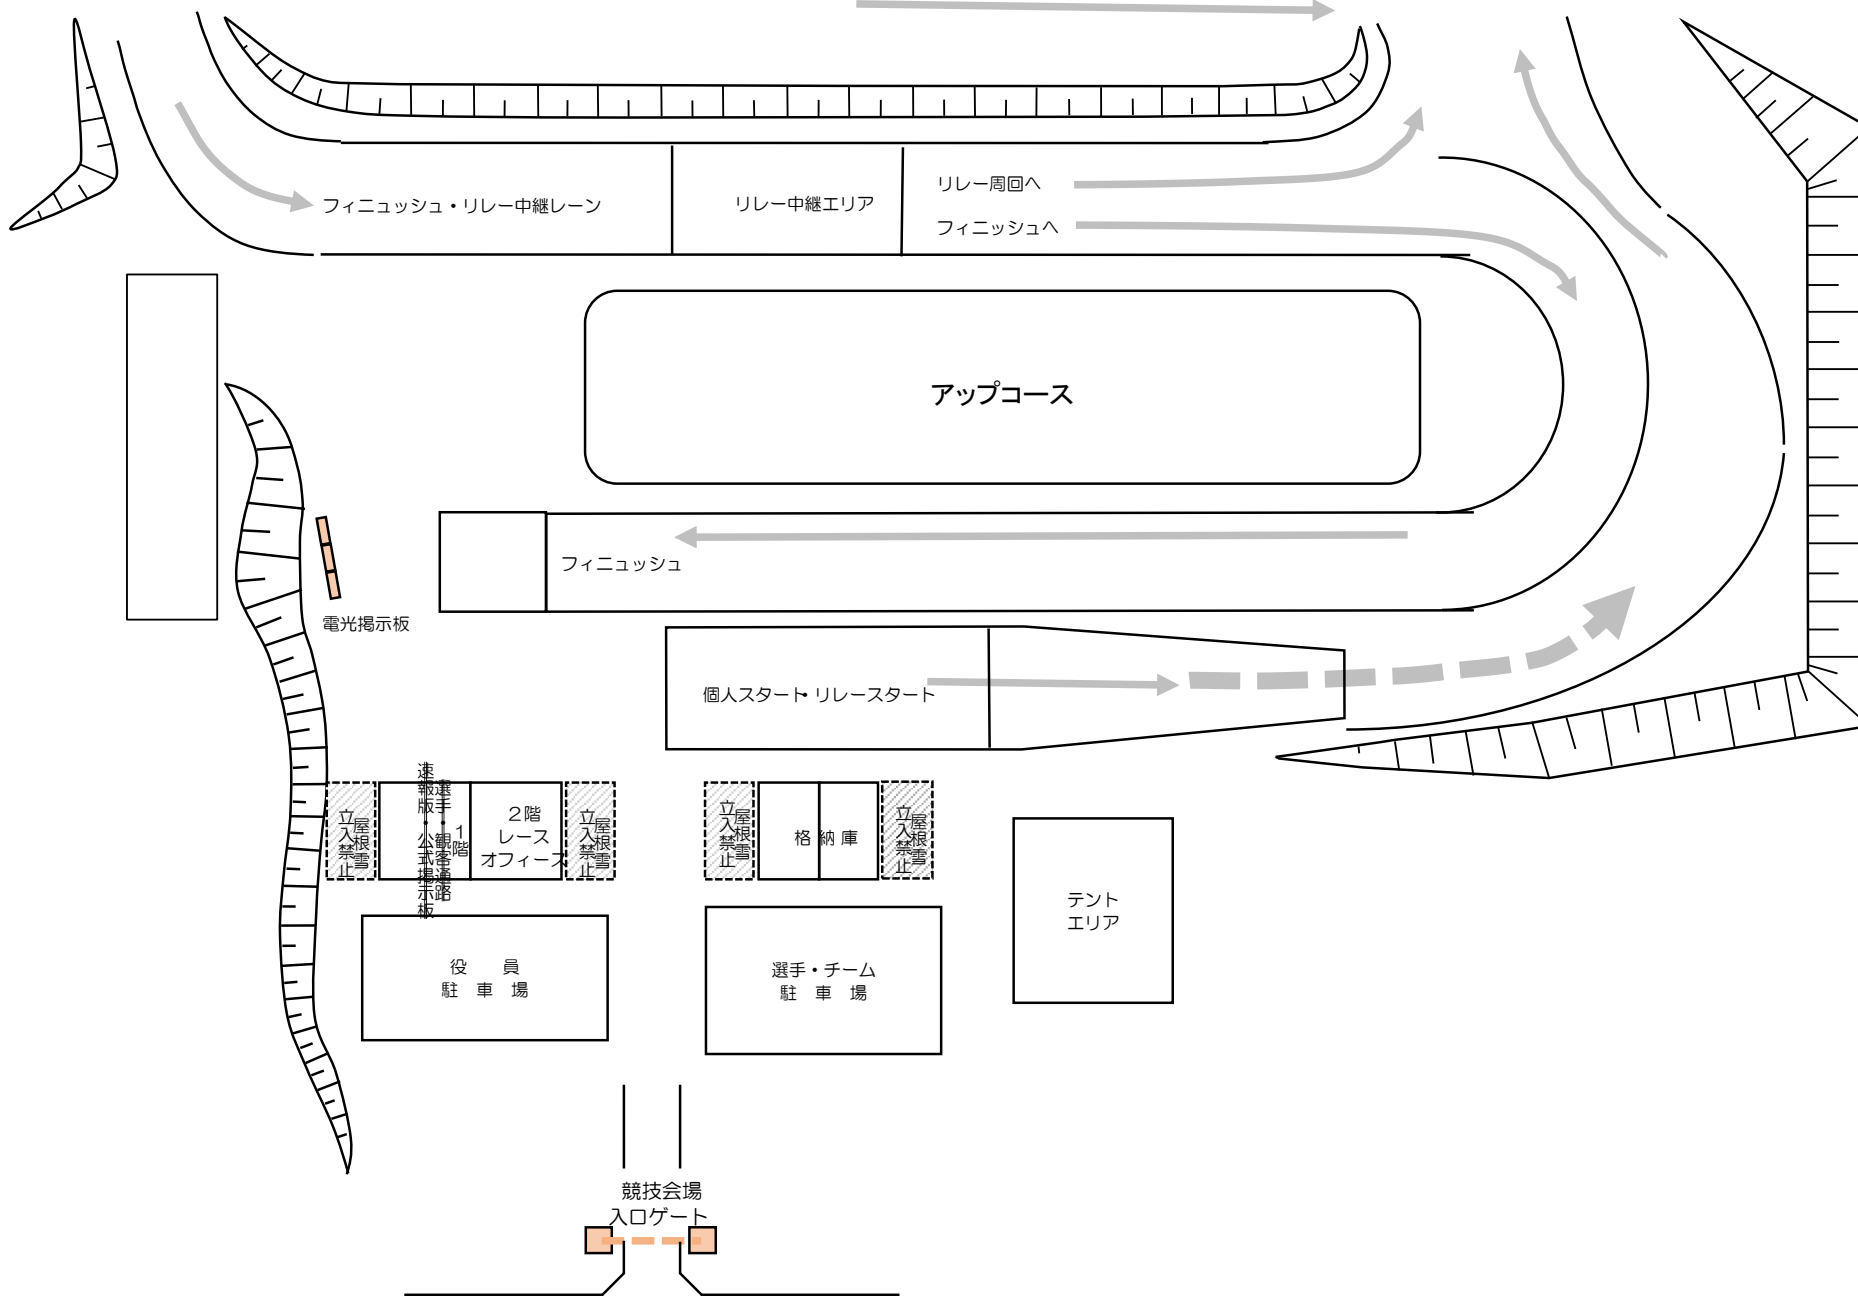 リレー周回へ
フィニュッシュ・リレー中継レーン
リレー中継エリア
フィニッシュへ
アップコース
フィニュッシュ
電光掲示板
個人スタート・リレースタート
屋根雪
立入禁止
1階
選手・観客通路
速報版・公式掲示板
２階
レース
オフィース
屋根雪
立入禁止
屋根雪
立入禁止
格納庫
屋根雪
立入禁止
テント
エリア
役　員
駐 車 場
選手・チーム
駐 車 場
競技会場
入口ゲート